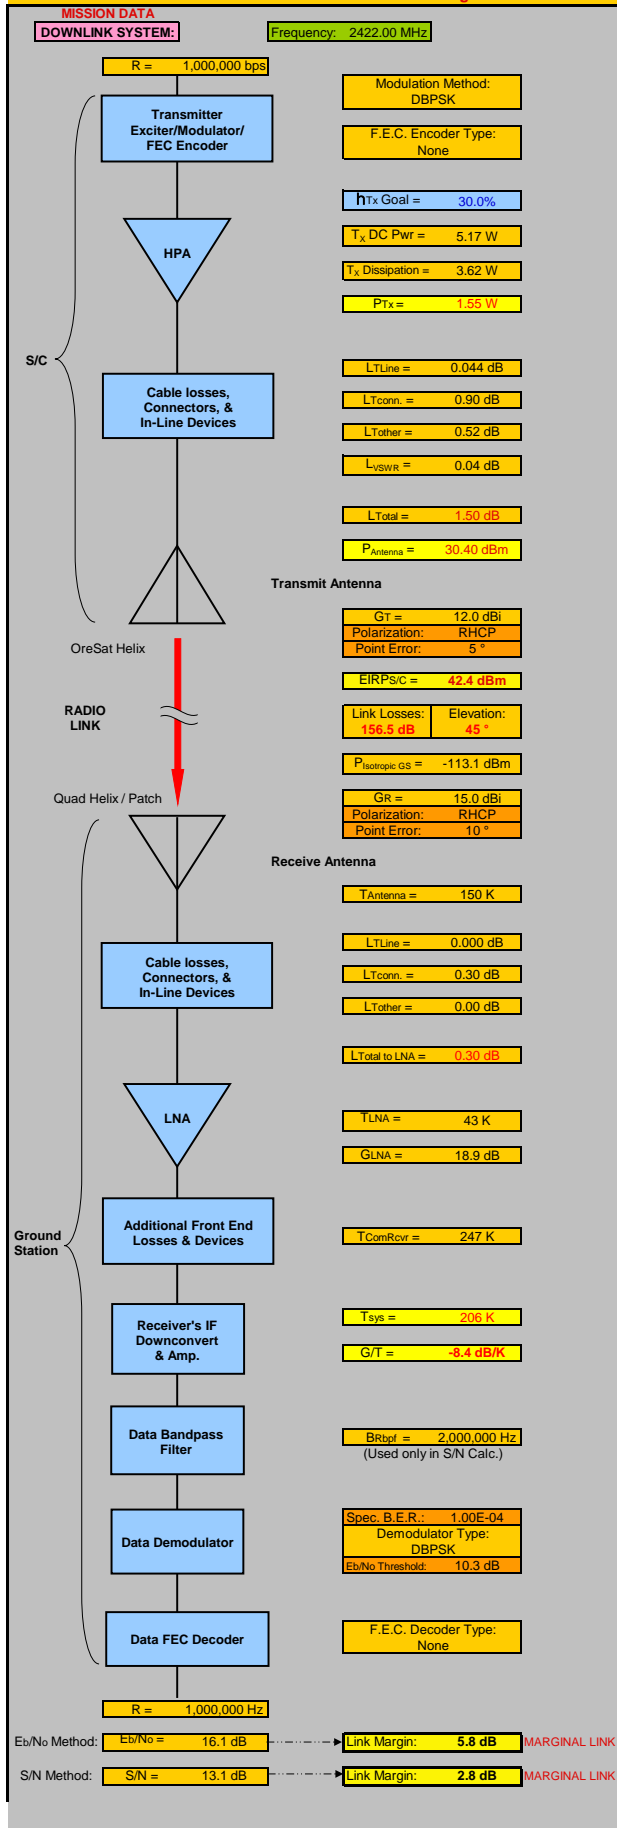 MISSION DATA
DOWNLINK SYSTEM:
Frequency: 2422.00 MHz
R = 1,000,000 bps
Modulation Method:
DBPSK
Transmitter
Exciter/Modulator/
FEC Encoder
F.E.C. Encoder Type:
None
hTx Goal = 30.0%
TX DC Pwr = 5.17 W
HPA
TX Dissipation = 3.62 W
PTx = 1.55 W
S/C
LTLine = 0.044 dB
Cable losses,
Connectors, &
In-Line Devices
LTconn. = 0.90 dB
LTother = 0.52 dB
LVSWR = 0.04 dB
LTotal = 1.50 dB
PAntenna = 30.40 dBm
Transmit Antenna
GT = 12.0 dBi
Polarization: RHCP
Point Error: 5 °
OreSat Helix
EIRPS/C = 42.4 dBm
RADIO
LINK
Link Losses: Elevation:
156.5 dB 45 °
PIsotropic GS = -113.1 dBm
Quad Helix / Patch
GR = 15.0 dBi
Polarization: RHCP
Point Error: 10 °
Receive Antenna
TAntenna = 150 K
LTLine = 0.000 dB
Cable losses,
Connectors, &
In-Line Devices
LTconn. = 0.30 dB
LTother = 0.00 dB
LTotal to LNA = 0.30 dB
LNA
TLNA = 43 K
GLNA = 18.9 dB
Ground
Station
Additional Front End
Losses & Devices
TComRcvr = 247 K
Receiver's IF
Downconvert
& Amp.
Tsys = 206 K
G/T = -8.4 dB/K
Data Bandpass
Filter
BRbpf = 2,000,000 Hz
(Used only in S/N Calc.)
Spec. B.E.R.: 1.00E-04
Data Demodulator
Demodulator Type:
DBPSK
Eb/No Threshold: 10.3 dB
Data FEC Decoder
F.E.C. Decoder Type:
None
R = 1,000,000 Hz
Eb/No Method: Eb/No = 16.1 dB Link Margin: 5.8 dB MARGINAL LINK
S/N Method: S/N = 13.1 dB Link Margin: 2.8 dB MARGINAL LINK